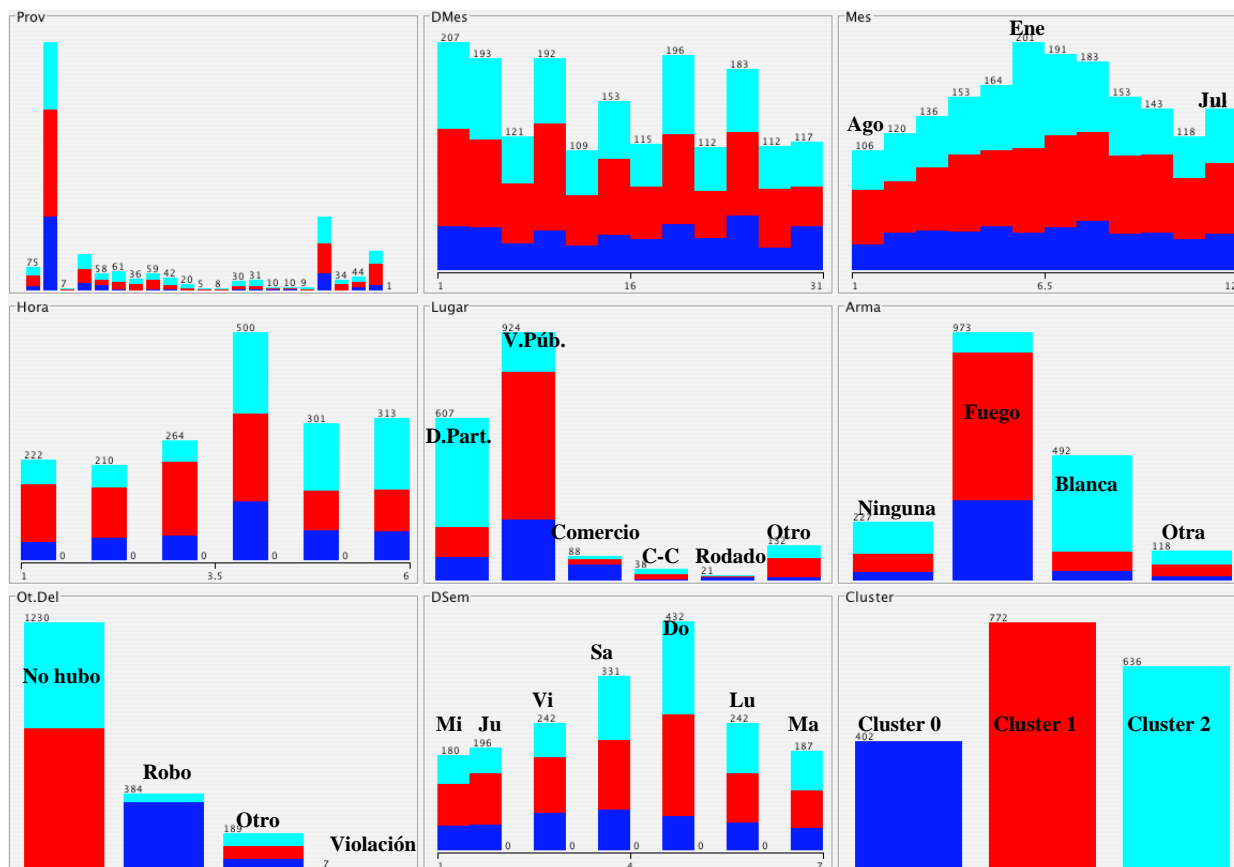 Prov
75 7 58 61 36 59 42 20 5 8 30 31 10 10 9 34 44 1
DMes
207 193 121 192 109 153 115 196 112 183 112 117
1 16 31
Mes
Ene
Ago
Jul
106 120 136 153 164 201 191 183 153 143 118
1 6.5 12
Hora
222 0 210 0 264 0 500 0 301 0 313
1 3.5 6
Lugar
924
V.Púb.
607
D.Part.
Comercio
88
C-C
38
Rodado
21
Otro
132
Arma
973
Fuego
492
Blanca
Ninguna
227
Otra
118
Ot.Del
1230
No hubo
Robo
384
Otro
189
Violación
7
DSem
432
Do
Sa
331
Vi
242
Lu
242
Mi
180
Ju
196
Ma
187
0 0 0 0 0
1 4 7
Cluster
772
636
Cluster 0
402
Cluster 1
Cluster 2